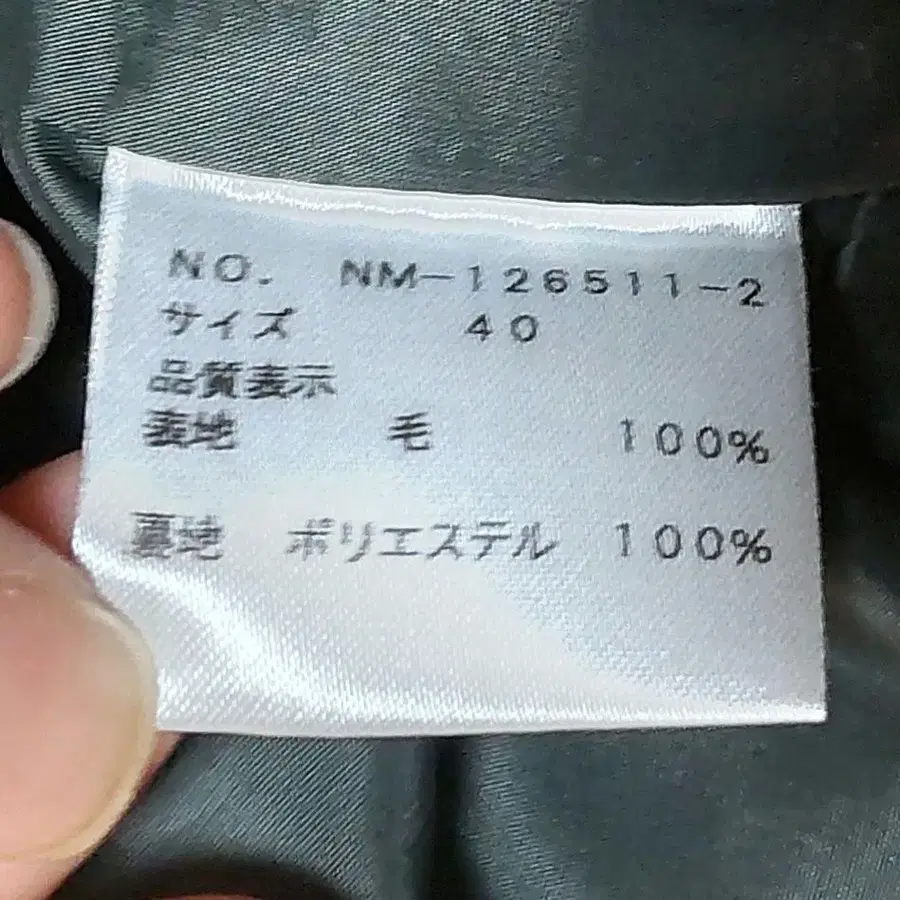 NO. NM-126511-2
サイズ 40
品質表示
表地 毛 100%
裏地 ポリエステル 100%